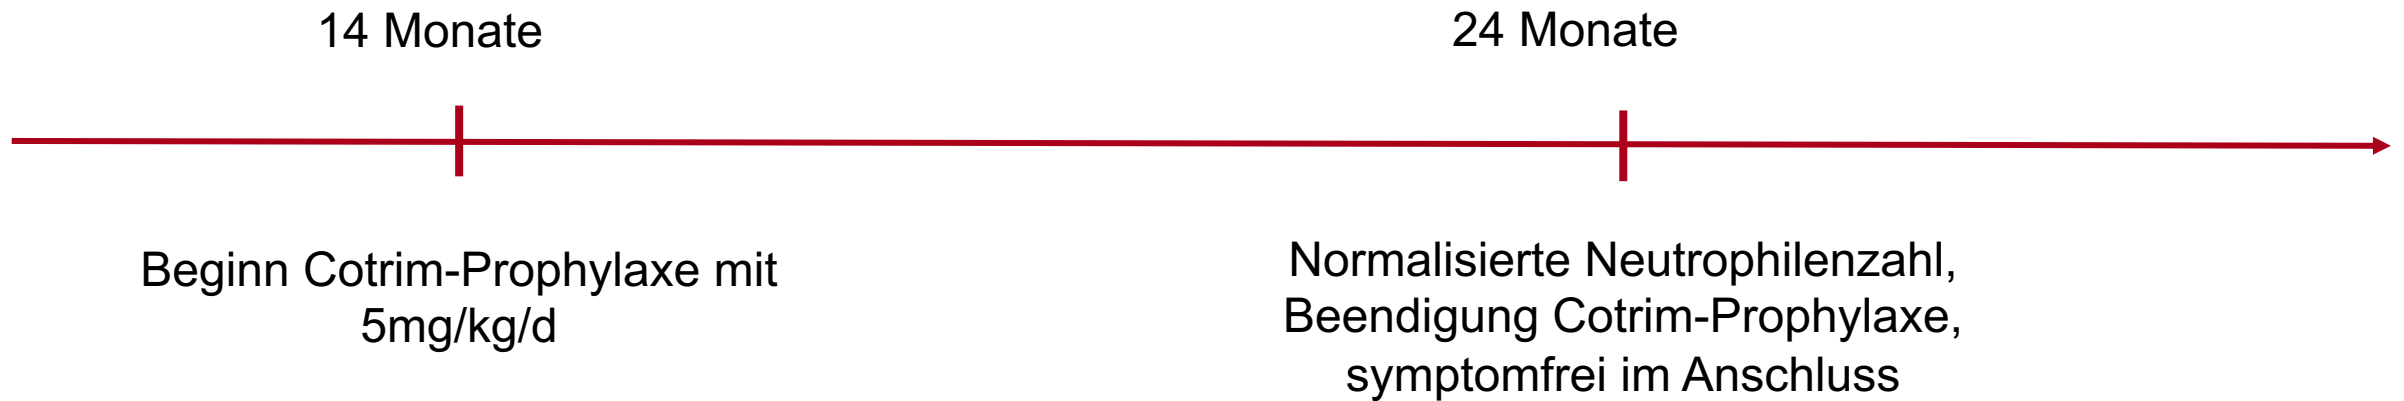 14 Monate
24 Monate
Beginn Cotrim-Prophylaxe mit
5mg/kg/d
Normalisierte Neutrophilenzahl,
Beendigung Cotrim-Prophylaxe,
symptomfrei im Anschluss